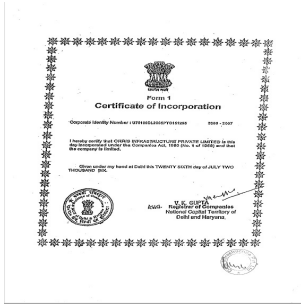 Form 1
Certificate of Incorporation
Corporate Identity Number : 2006 - 2007
I hereby certify that INFRASTRUCTURE PRIVATE LIMITED is this
day incorporated under the Companies Act, 1956 (No. 1 of 1956) and that
the company is limited.
Given under my hand at Delhi this TWENTY SIXTH day of JULY TWO
THOUSAND SIX.
V. K. GUPTA
Registrar of Companies
National Capital Territory of
Delhi and Haryana.